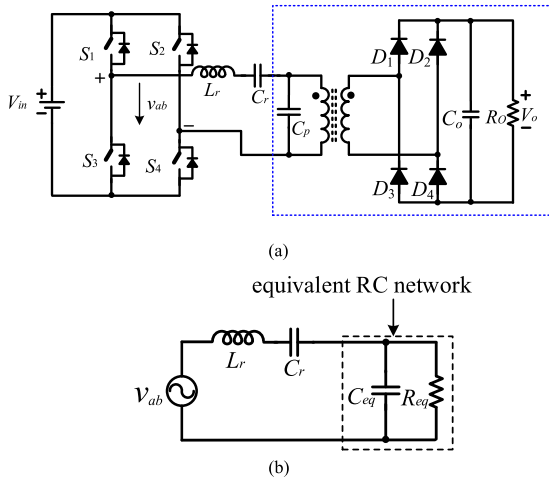 S1 S2
D1 D2
+
Lr Cr
Vin + − vab Cp Co RO + Vo −
−
S3 S4
D3 D4
(a)
equivalent RC network
Lr Cr
vab Ceq Req
(b)